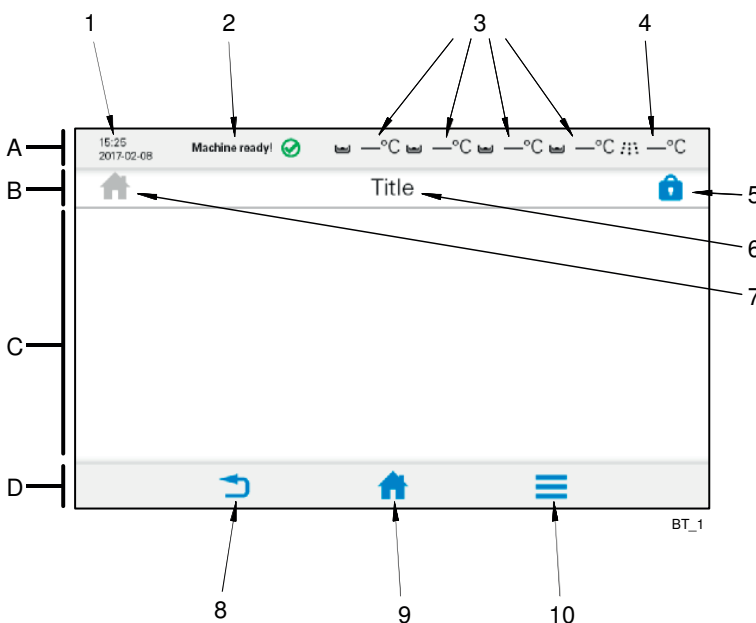 1 2 3 4
A 15:25 Machine ready! —°C —°C —°C —°C —°C
2017-02-08
B Title 5
6
7
C
D
BT_1
8 9 10